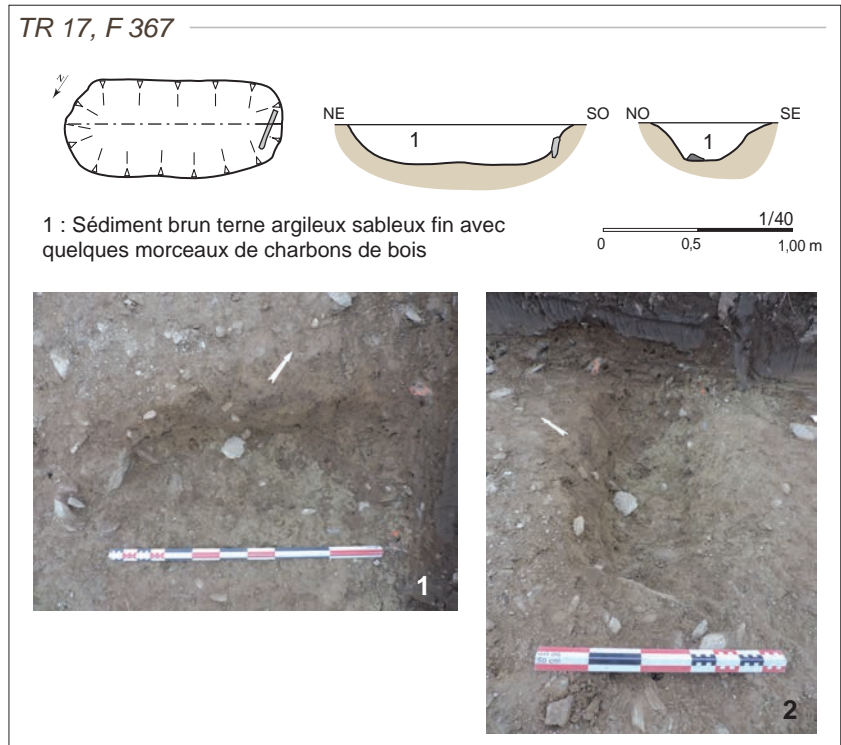 TR 17, F 367
N
NE
1
SO
NO
1
SE
1 : Sédiment brun terne argileux sableux fin avec
quelques morceaux de charbons de bois
1/40
0
0,5
1,00 m
1
50 cm
2